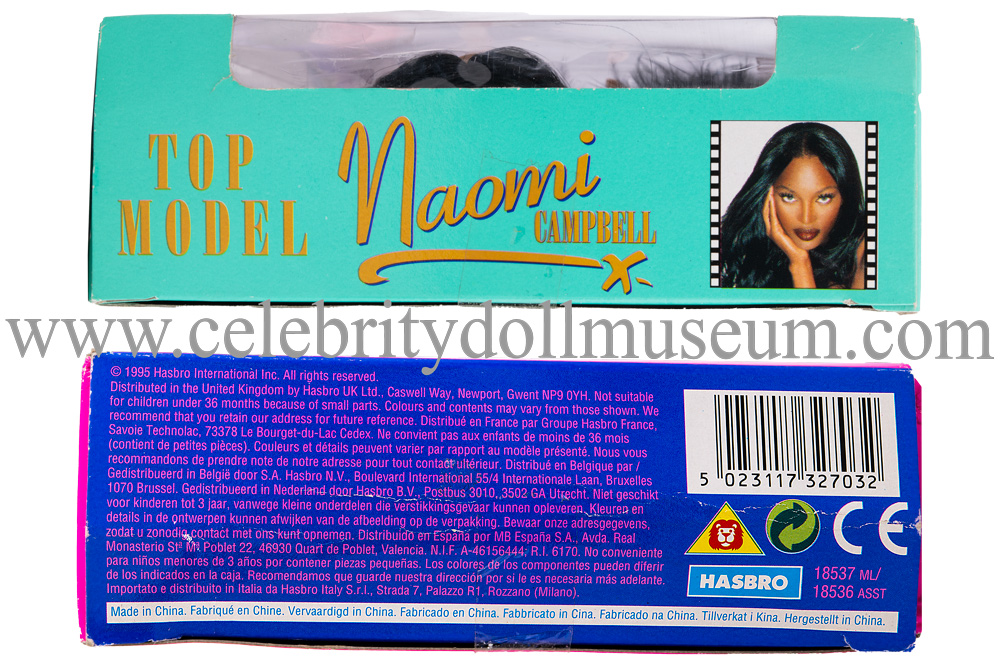 TOP
MODEL
Naomi
CAMPBELL
x
www.celebritydollmuseum.com
© 1995 Hasbro International Inc. All rights reserved.
Distributed in the United Kingdom by Hasbro UK Ltd., Caswell Way, Newport, Gwent NP9 0YH. Not suitable
for children under 36 months because of small parts. Colours and contents may vary from those shown. We
recommend that you retain our address for future reference. Distribué en France par Groupe Hasbro France,
Savoie Technolac, 73378 Le Bourget-du-Lac Cedex. Ne convient pas aux enfants de moins de 36 mois
(contient de petites pièces). Couleurs et détails peuvent varier par rapport au modèle présenté. Nous vous
recommandons de prendre note de notre adresse pour tout contact ultérieur. Distribué en Belgique par /
Gedistribueerd in België door S.A. Hasbro N.V., Boulevard International 55/4 Internationale Laan, Bruxelles
1070 Brussel. Gedistribueerd in Nederland door Hasbro B.V., Postbus 3010, 3502 GA Utrecht. Niet geschikt
voor kinderen tot 3 jaar, vanwege kleine onderdelen die verstikkingsgevaar kunnen opleveren. Kleuren en
details in de ontwerpen kunnen afwijken van de afbeelding op de verpakking. Bewaar onze adresgegevens,
zodat u zonodig contact met ons kunt opnemen. Distribuido en España por MB España S.A., Avda. Real
Monasterio Stª Mª Poblet 22, 46930 Quart de Poblet, Valencia. N.I.F. A-46156444; R.I. 6170. No conveniente
para niños menores de 3 años por contener piezas pequeñas. Los colores de los componentes pueden diferir
de los indicados en la caja. Recomendamos que guarde nuestra dirección por si le es necesaria más adelante.
Importato e distribuito in Italia da Hasbro Italy S.r.l., Strada 7, Palazzo R1, Rozzano (Milano).
5 023117 327032
CE
HASBRO
18537 ML/
18536 ASST
Made in China. Fabriqué en Chine. Vervaardigd in China. Fabricado en China. Fabbricato in Cina. Fabricado na China. Tillverkat i Kina. Hergestellt in China.